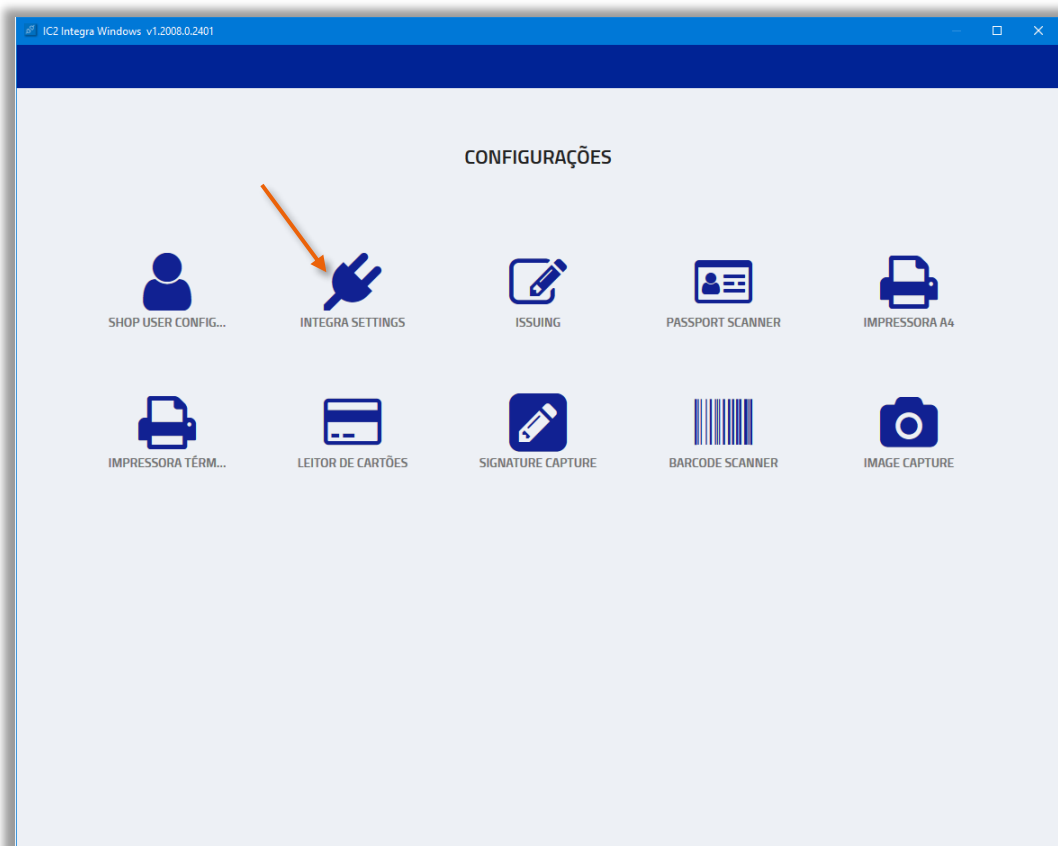 IC2 Integra Windows v1.2008.0.2401
CONFIGURAÇÕES
SHOP USER CONFIG...
INTEGRA SETTINGS
ISSUING
PASSPORT SCANNER
IMPRESSORA A4
IMPRESSORA TÉRM...
LEITOR DE CARTÕES
SIGNATURE CAPTURE
BARCODE SCANNER
IMAGE CAPTURE